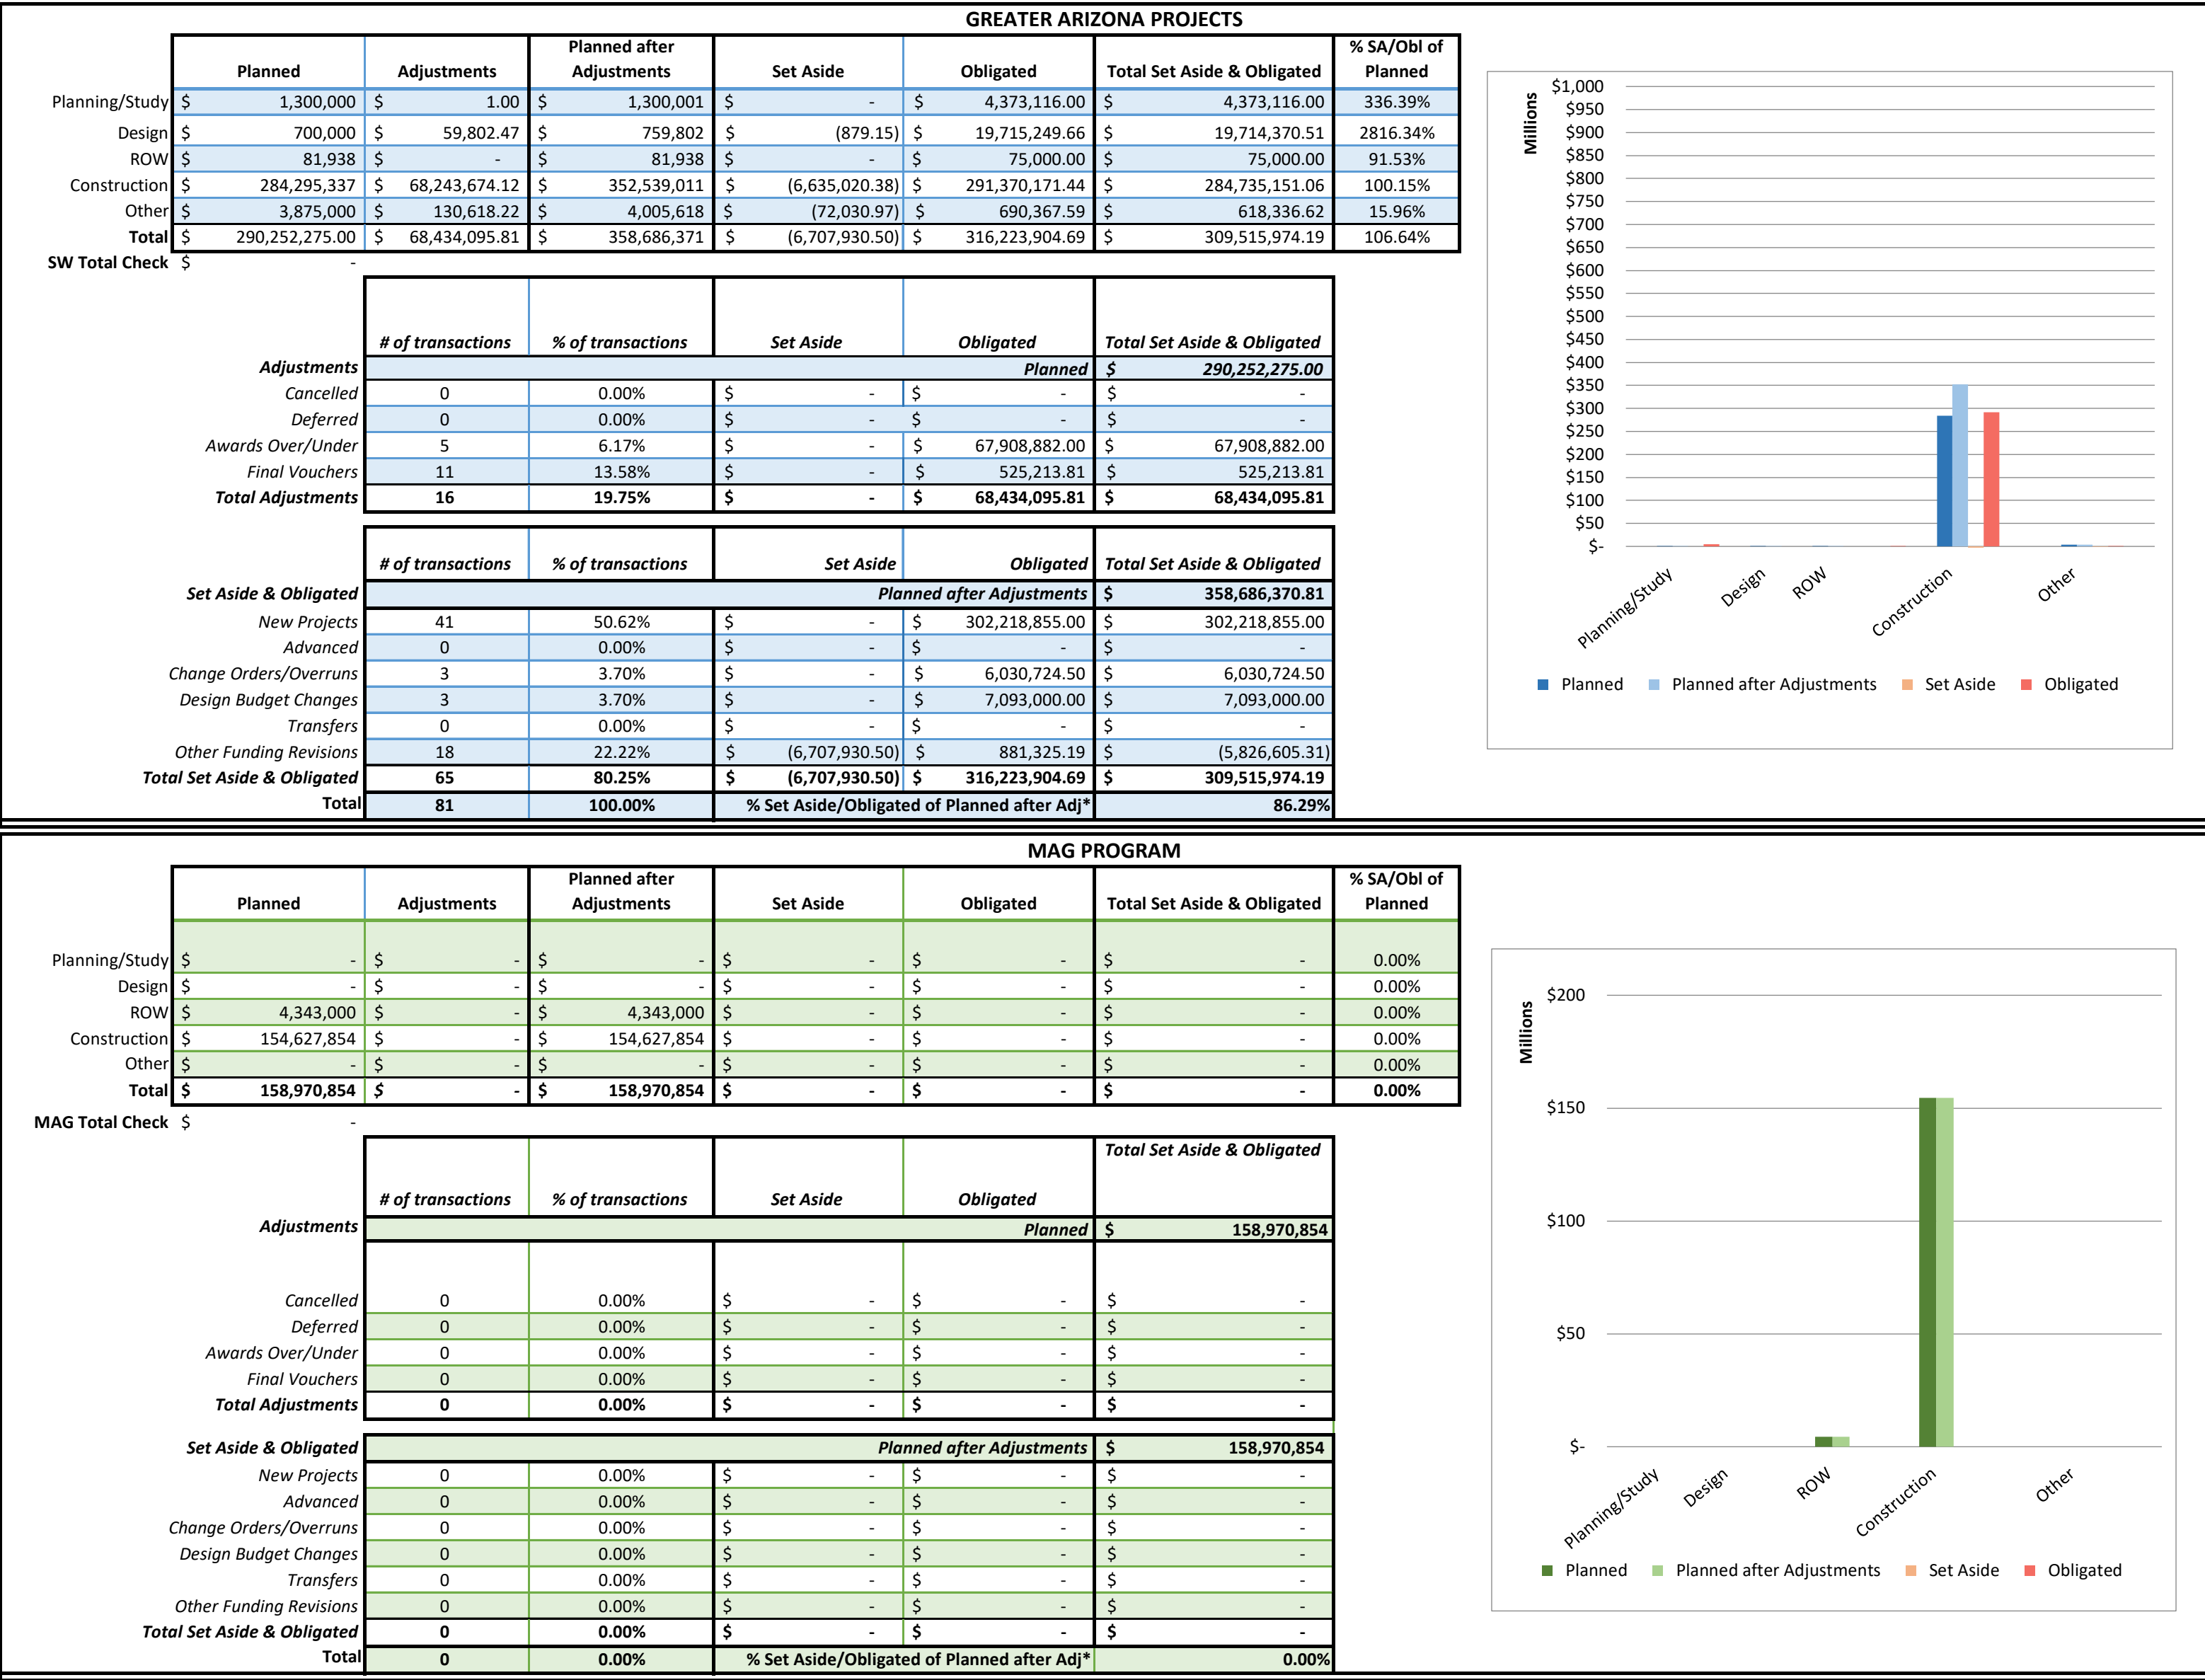 GREATER ARIZONA PROJECTS
Planned Adjustments Planned after Adjustments Set Aside Obligated Total Set Aside & Obligated % SA/Obl of Planned
Planning/Study $ 1,300,000 $ 1.00 $ 1,300,001 $ - $ 4,373,116.00 $ 4,373,116.00 336.39%
Design $ 700,000 $ 59,802.47 $ 759,802 $ (879.15) $ 19,715,249.66 $ 19,714,370.51 2816.34%
ROW $ 81,938 $ - $ 81,938 $ - $ 75,000.00 $ 75,000.00 91.53%
Construction $ 284,295,337 $ 68,243,674.12 $ 352,539,011 $ (6,635,020.38) $ 291,370,171.44 $ 284,735,151.06 100.15%
Other $ 3,875,000 $ 130,618.22 $ 4,005,618 $ (72,030.97) $ 690,367.59 $ 618,336.62 15.96%
Total $ 290,252,275.00 $ 68,434,095.81 $ 358,686,371 $ (6,707,930.50) $ 316,223,904.69 $ 309,515,974.19 106.64%
SW Total Check $ -
# of transactions % of transactions Set Aside Obligated Total Set Aside & Obligated
Adjustments Planned $ 290,252,275.00
Cancelled 0 0.00% $ - $ - $ -
Deferred 0 0.00% $ - $ - $ -
Awards Over/Under 5 6.17% $ - $ 67,908,882.00 $ 67,908,882.00
Final Vouchers 11 13.58% $ - $ 525,213.81 $ 525,213.81
Total Adjustments 16 19.75% $ - $ 68,434,095.81 $ 68,434,095.81
# of transactions % of transactions Set Aside Obligated Total Set Aside & Obligated
Set Aside & Obligated Planned after Adjustments $ 358,686,370.81
New Projects 41 50.62% $ - $ 302,218,855.00 $ 302,218,855.00
Advanced 0 0.00% $ - $ - $ -
Change Orders/Overruns 3 3.70% $ - $ 6,030,724.50 $ 6,030,724.50
Design Budget Changes 3 3.70% $ - $ 7,093,000.00 $ 7,093,000.00
Transfers 0 0.00% $ - $ - $ -
Other Funding Revisions 18 22.22% $ (6,707,930.50) $ 881,325.19 $ (5,826,605.31)
Total Set Aside & Obligated 65 80.25% $ (6,707,930.50) $ 316,223,904.69 $ 309,515,974.19
Total 81 100.00% % Set Aside/Obligated of Planned after Adj* 86.29%
Millions
$1,000
$950
$900
$850
$800
$750
$700
$650
$600
$550
$500
$450
$400
$350
$300
$250
$200
$150
$100
$50
$-
Planning/Study Design ROW Construction Other
Planned Planned after Adjustments Set Aside Obligated
MAG PROGRAM
Planned Adjustments Planned after Adjustments Set Aside Obligated Total Set Aside & Obligated % SA/Obl of Planned
Planning/Study $ - $ - $ - $ - $ - $ - 0.00%
Design $ - $ - $ - $ - $ - $ - 0.00%
ROW $ 4,343,000 $ - $ 4,343,000 $ - $ - $ - 0.00%
Construction $ 154,627,854 $ - $ 154,627,854 $ - $ - $ - 0.00%
Other $ - $ - $ - $ - $ - $ - 0.00%
Total $ 158,970,854 $ - $ 158,970,854 $ - $ - $ - 0.00%
MAG Total Check $ -
# of transactions % of transactions Set Aside Obligated Total Set Aside & Obligated
Adjustments Planned $ 158,970,854
Cancelled 0 0.00% $ - $ - $ -
Deferred 0 0.00% $ - $ - $ -
Awards Over/Under 0 0.00% $ - $ - $ -
Final Vouchers 0 0.00% $ - $ - $ -
Total Adjustments 0 0.00% $ - $ - $ -
Set Aside & Obligated Planned after Adjustments $ 158,970,854
New Projects 0 0.00% $ - $ - $ -
Advanced 0 0.00% $ - $ - $ -
Change Orders/Overruns 0 0.00% $ - $ - $ -
Design Budget Changes 0 0.00% $ - $ - $ -
Transfers 0 0.00% $ - $ - $ -
Other Funding Revisions 0 0.00% $ - $ - $ -
Total Set Aside & Obligated 0 0.00% $ - $ - $ -
Total 0 0.00% % Set Aside/Obligated of Planned after Adj* 0.00%
Millions
$200
$150
$100
$50
$-
Planning/Study Design ROW Construction Other
Planned Planned after Adjustments Set Aside Obligated